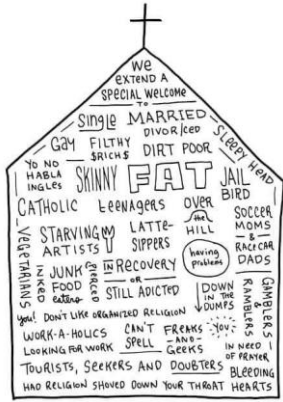 We
EXTEND A
SPECIAL WELCOME
TO
Single MARRIED
DIVORCED
Gay FILTHY
$RICH$ DIRT POOR
SLEEPY HEAD
YO NO
HABLA
INGLES
SKINNY FAT JAIL
BIRD
CATHOLIC teenagers OVER
the
HILL
SOCCER
MOMS
&
RACECAR
DADS
VEGETARIANS
STARVING
ARTISTS
LATTE-
SIPPERS
having
problems
IN NEED
JUNK
FOOD
eaters
PIERCED
IN Recovery
OR
STILL ADICTED
DOWN
IN THE
DUMPS
RAMBLERS
&
GAMBLERS
you! DON'T LIKE ORGANIZED RELIGION
WORK-A-HOLICS
LOOKING FOR WORK
CAN'T
SPELL
FREAKS
-AND-
GEEKS
YOU
IN NEED
OF PRAYER
TOURISTS, SEEKERS AND DOUBTERS BLEEDING
HEARTS
HAD RELIGION SHOVED DOWN YOUR THROAT